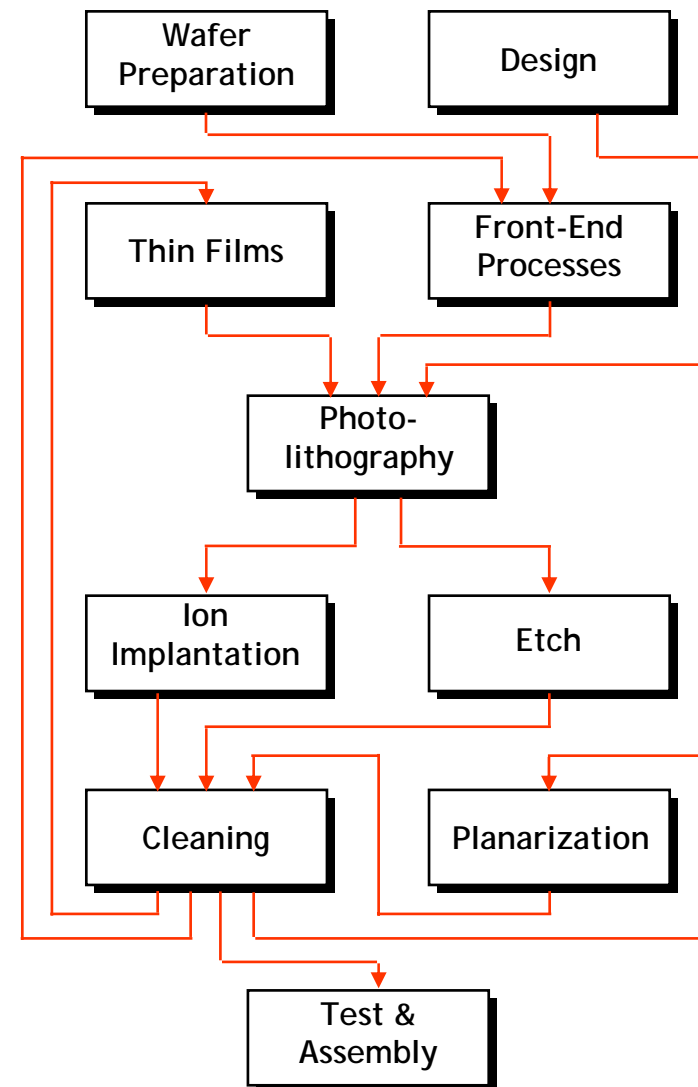 Wafer
Preparation
Design
Thin Films
Front-End
Processes
Photo-
lithography
Ion
Implantation
Etch
Cleaning
Planarization
Test &
Assembly